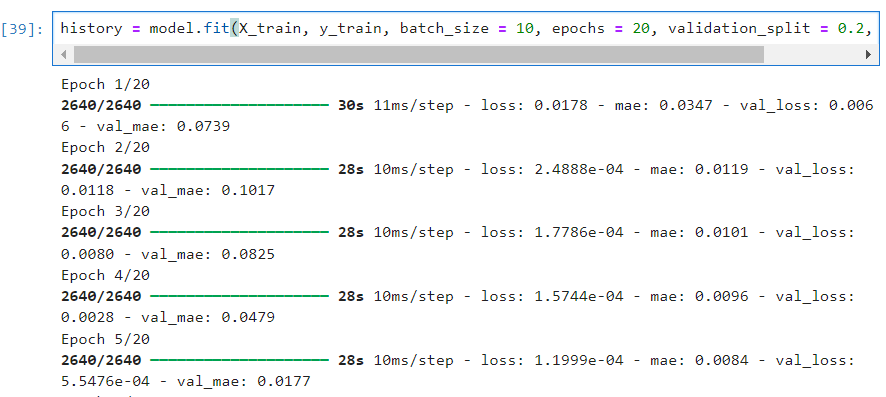 [39]: history = model.fit(X_train, y_train, batch_size = 10, epochs = 20, validation_split = 0.2,
Epoch 1/20
2640/2640 ━━━━━━━━━━━━━━━━━━━━ 30s 11ms/step - loss: 0.0178 - mae: 0.0347 - val_loss: 0.006
6 - val_mae: 0.0739
Epoch 2/20
2640/2640 ━━━━━━━━━━━━━━━━━━━━ 28s 10ms/step - loss: 2.4888e-04 - mae: 0.0119 - val_loss:
0.0118 - val_mae: 0.1017
Epoch 3/20
2640/2640 ━━━━━━━━━━━━━━━━━━━━ 28s 10ms/step - loss: 1.7786e-04 - mae: 0.0101 - val_loss:
0.0080 - val_mae: 0.0825
Epoch 4/20
2640/2640 ━━━━━━━━━━━━━━━━━━━━ 28s 10ms/step - loss: 1.5744e-04 - mae: 0.0096 - val_loss:
0.0028 - val_mae: 0.0479
Epoch 5/20
2640/2640 ━━━━━━━━━━━━━━━━━━━━ 28s 10ms/step - loss: 1.1999e-04 - mae: 0.0084 - val_loss:
5.5476e-04 - val_mae: 0.0177